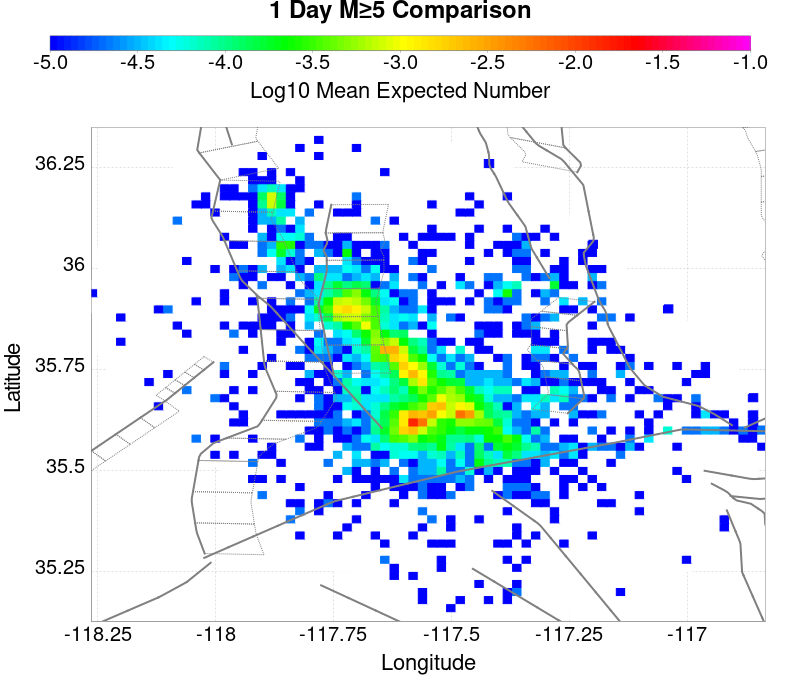 1 Day M≥5 Comparison
-5.0 -4.5 -4.0 -3.5 -3.0 -2.5 -2.0 -1.5 -1.0
Log10 Mean Expected Number
36.25
36
35.75
35.5
35.25
Latitude
-118.25 -118 -117.75 -117.5 -117.25 -117
Longitude